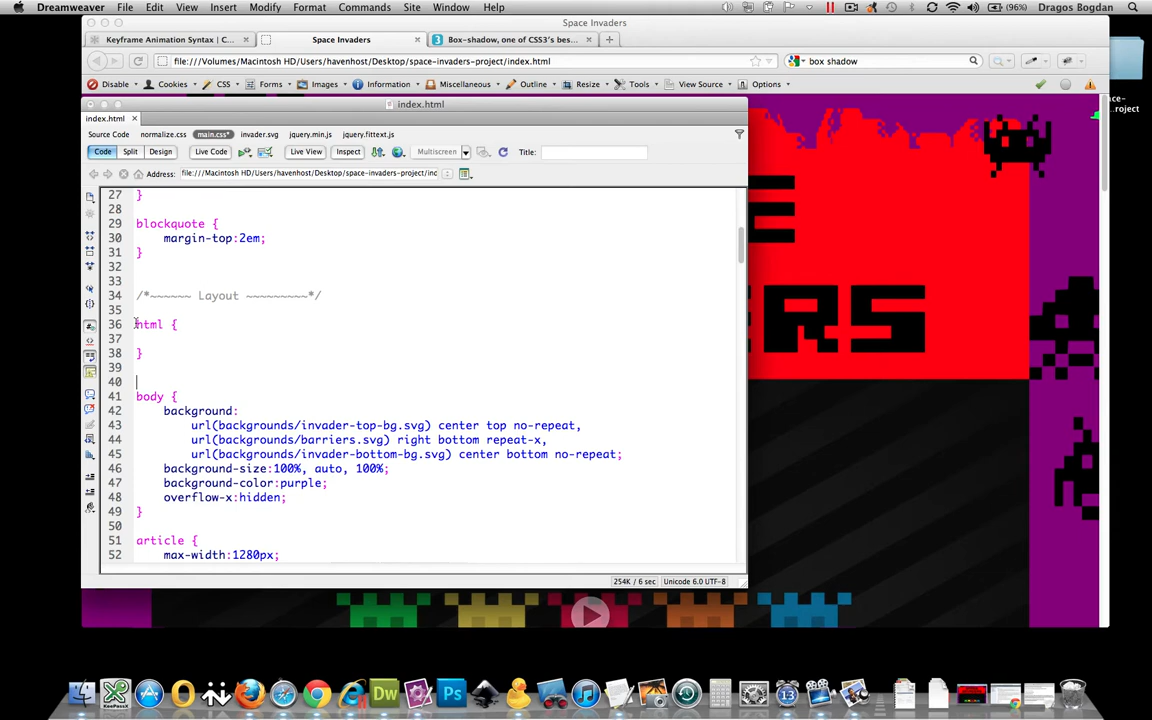 Dreamweaver File Edit View Insert Modify Format Commands Site Window Help (96%) Dragos Bogdan
Space Invaders
Keyframe Animation Syntax | C... Space Invaders Box-shadow, one of CSS3's bes...
file:///Volumes/Macintosh HD/Users/havenhost/Desktop/space-invaders-project/index.html box shadow
Disable Cookies CSS Forms Images Information Miscellaneous Outline Resize Tools View Source Options
index.html
index.html
Source Code normalize.css main.css* invader.svg jquery.min.js jquery.fittext.js
Code Split Design Live Code Live View Inspect Multiscreen Title:
Address: file:///Macintosh HD/Users/havenhost/Desktop/space-invaders-project/ind
27 }
28
29 blockquote {
30 margin-top:2em;
31 }
32
33
34 /*~~~~~~ Layout ~~~~~~~~~*/
35
36 html {
37
38 }
39
40
41 body {
42 background:
43 url(backgrounds/invader-top-bg.svg) center top no-repeat,
44 url(backgrounds/barriers.svg) right bottom repeat-x,
45 url(backgrounds/invader-bottom-bg.svg) center bottom no-repeat;
46 background-size:100%, auto, 100%;
47 background-color:purple;
48 overflow-x:hidden;
49 }
50
51 article {
52 max-width:1280px;
254K / 6 sec Unicode 6.0 UTF-8
E
ERS
ce-
roject
Dw Ps 13